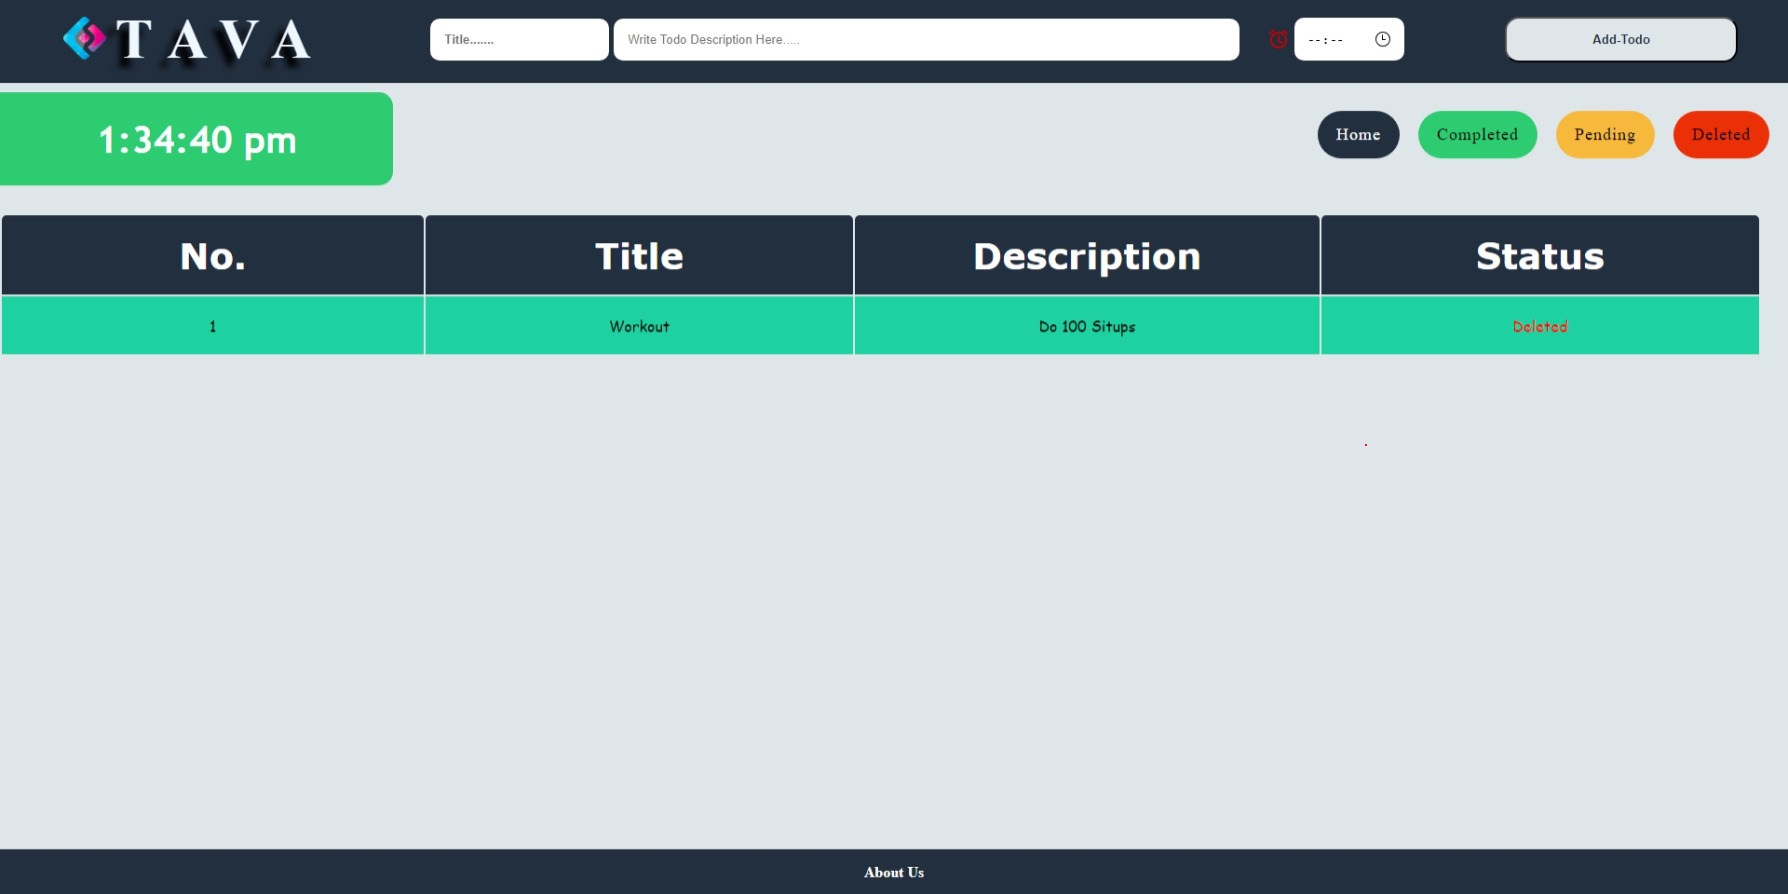 TAVA Title....... Write Todo Description Here..... --:-- Add-Todo
1:34:40 pm Home Completed Pending Deleted
No. Title Description Status
1 Workout Do 100 Situps Deleted
About Us